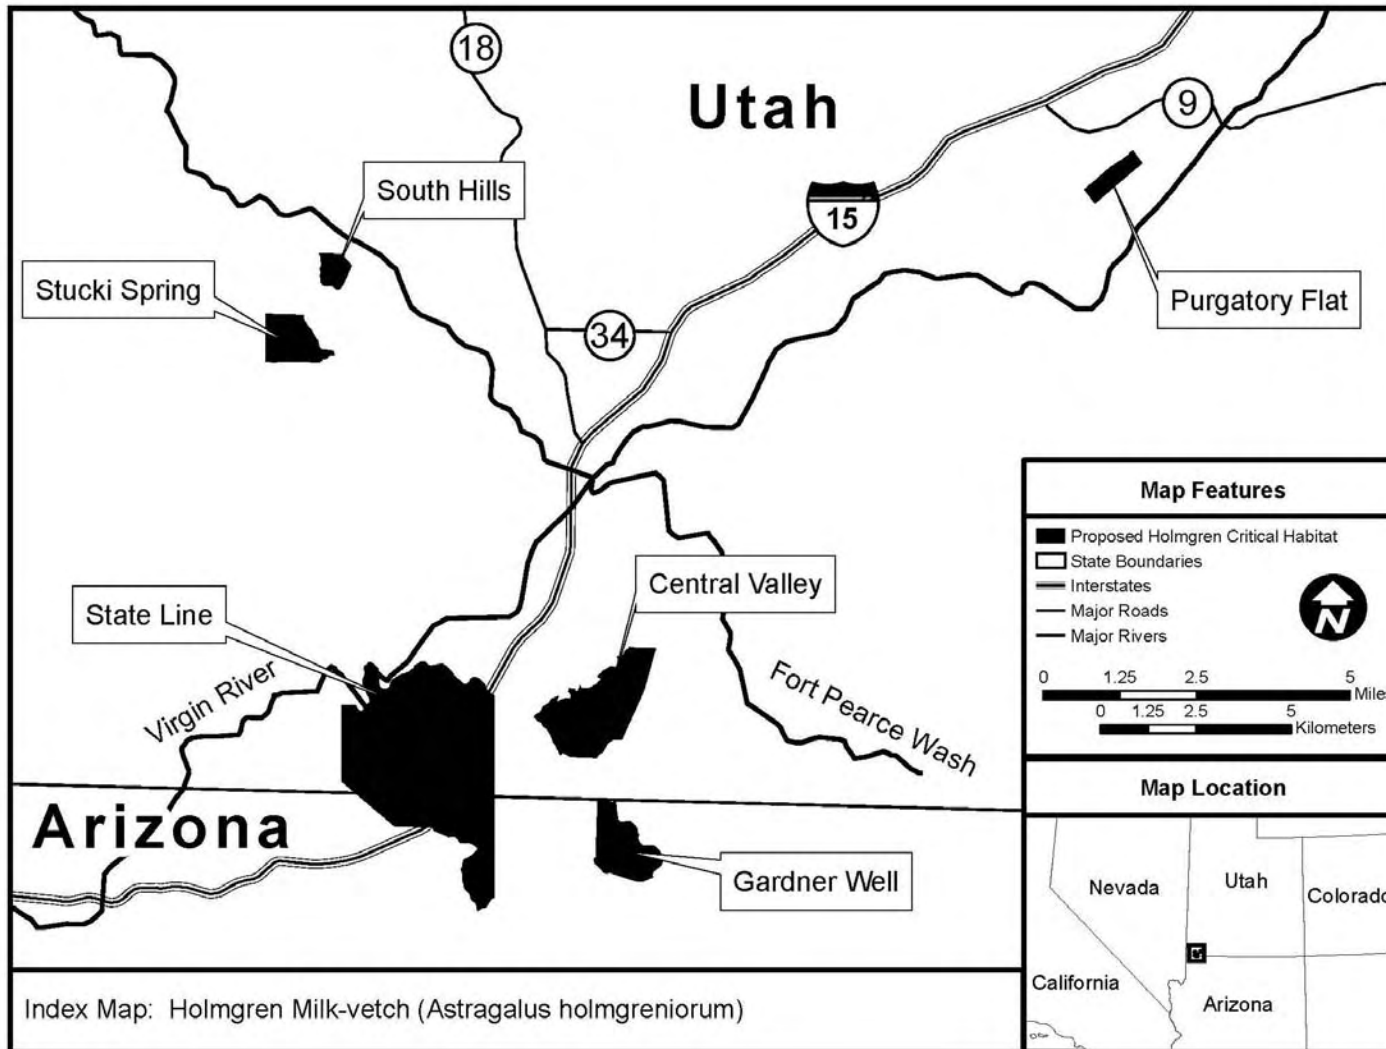 18
Utah
9
South Hills
15
Stucki Spring
Purgatory Flat
34
Central Valley
State Line
Virgin River
Fort Pearce Wash
Arizona
Gardner Well
Map Features
Proposed Holmgren Critical Habitat
State Boundaries
Interstates
Major Roads
Major Rivers
N
0 1.25 2.5 5
Miles
0 1.25 2.5 5
Kilometers
Map Location
Nevada
Utah
Colorado
California
Arizona
Index Map: Holmgren Milk-vetch (Astragalus holmgreniorum)